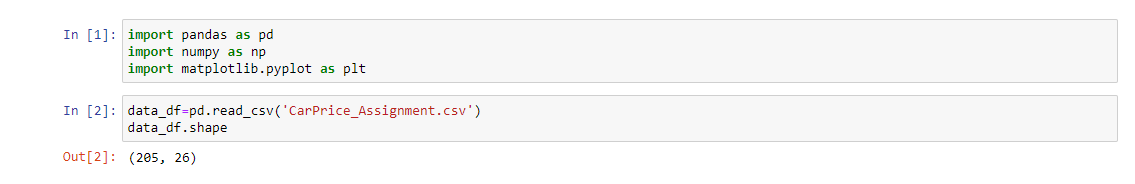 In [1]: import pandas as pd
import numpy as np
import matplotlib.pyplot as plt
In [2]: data_df=pd.read_csv('CarPrice_Assignment.csv')
data_df.shape
Out[2]: (205, 26)